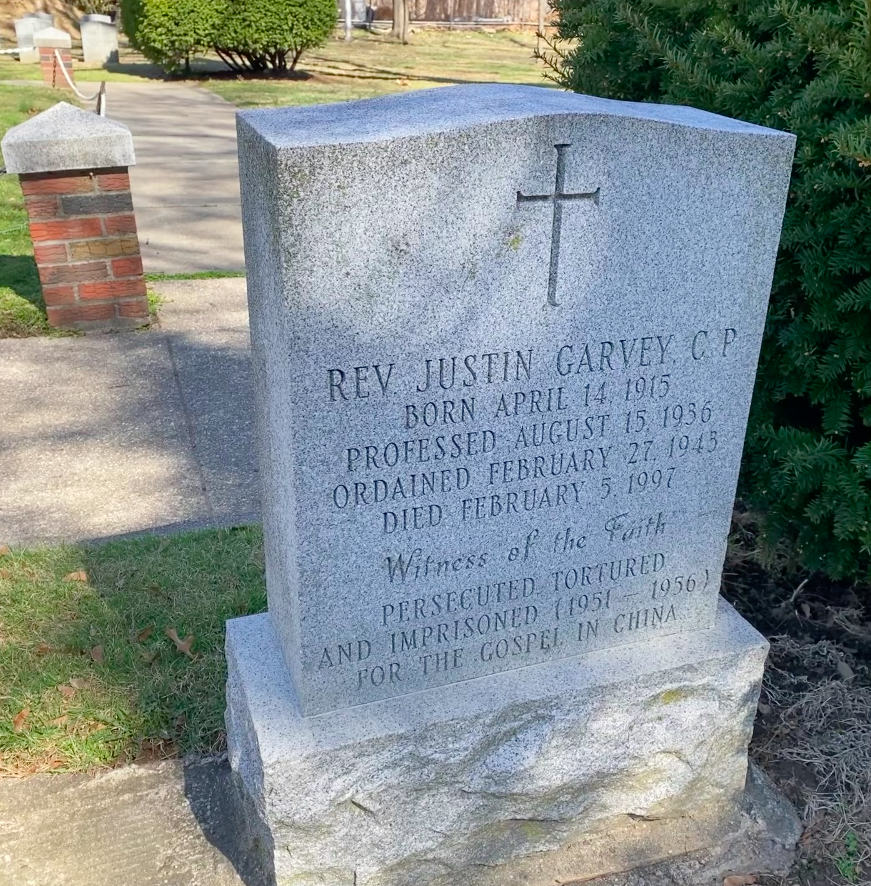 REV. JUSTIN GARVEY, C P
BORN APRIL 14, 1915
PROFESSED AUGUST 15, 1936
ORDAINED FEBRUARY 27, 1943
DIED FEBRUARY 5, 1997
Witness of the Faith
PERSECUTED TORTURED
AND IMPRISONED (1951 – 1956)
FOR THE GOSPEL IN CHINA